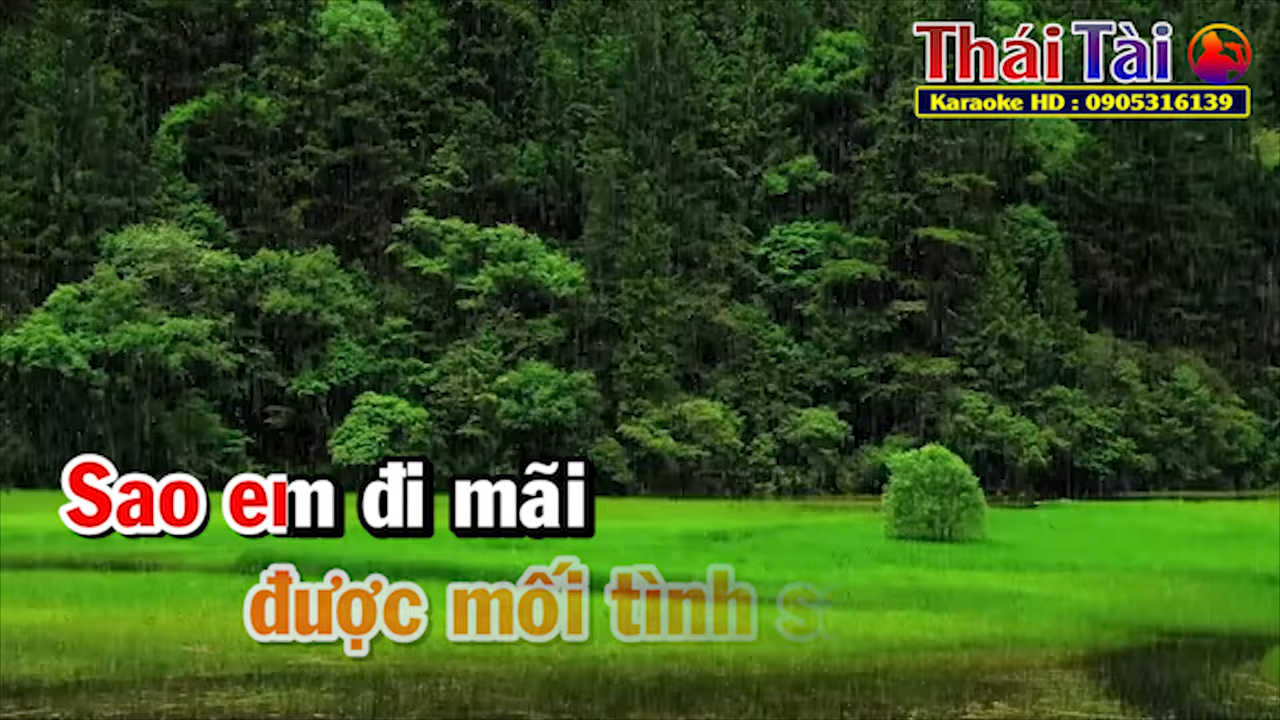 Thái Tài
Karaoke HD : 0905316139
Sao em đi mãi
được mối tình